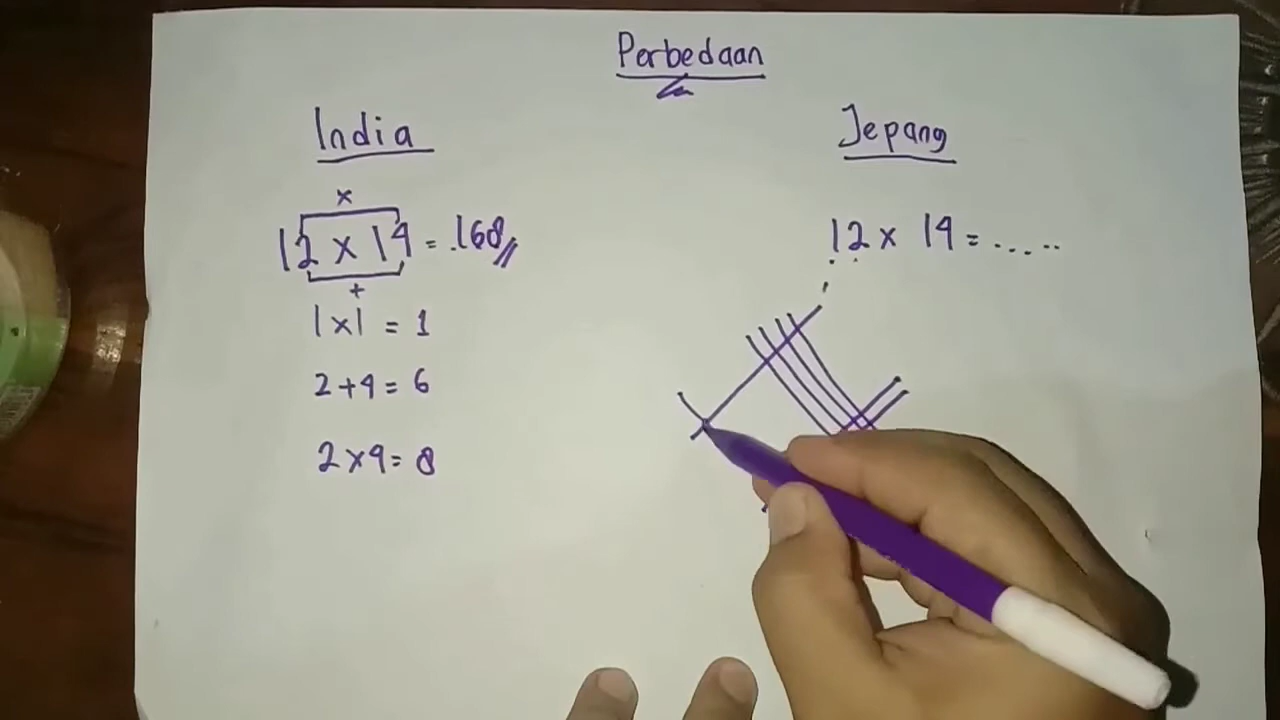 Perbedaan
India
x
12 x 14 = .168
+
1x1 = 1
2+4 = 6
2x4 = 8
Jepang
12 x 14 = .....